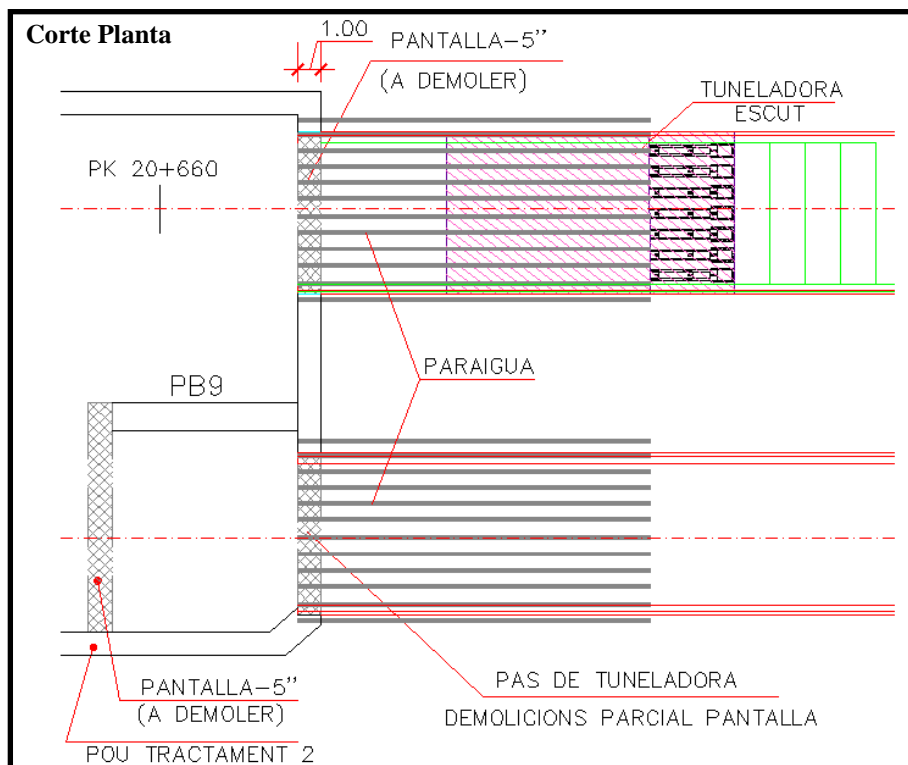 Corte Planta
1.00
PANTALLA-5"
(A DEMOLER)
TUNELADORA
ESCUT
PK 20+660
PARAIGUA
PB9
PANTALLA-5"
(A DEMOLER)
POU TRACTAMENT 2
PAS DE TUNELADORA
DEMOLICIONS PARCIAL PANTALLA